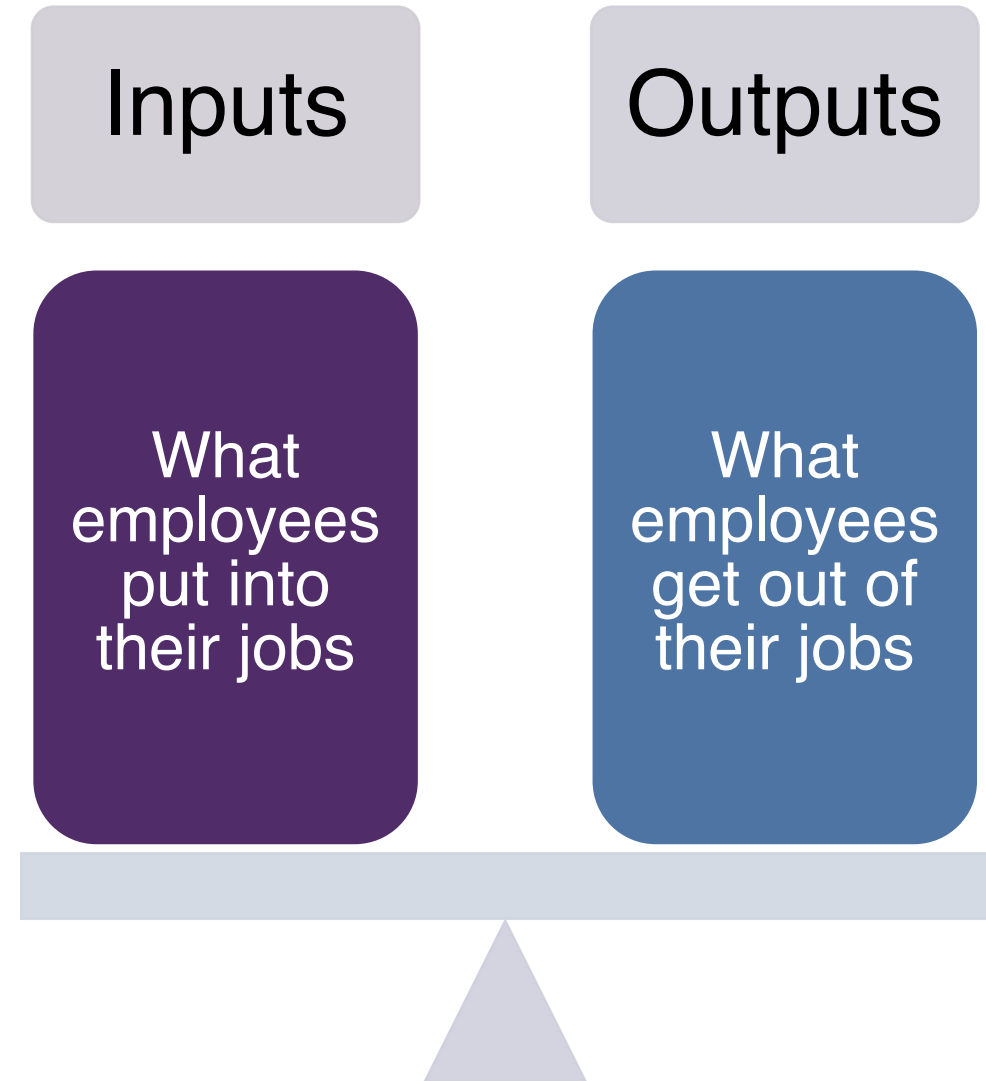 Inputs
Outputs
What
employees
put into
their jobs
What
employees
get out of
their jobs